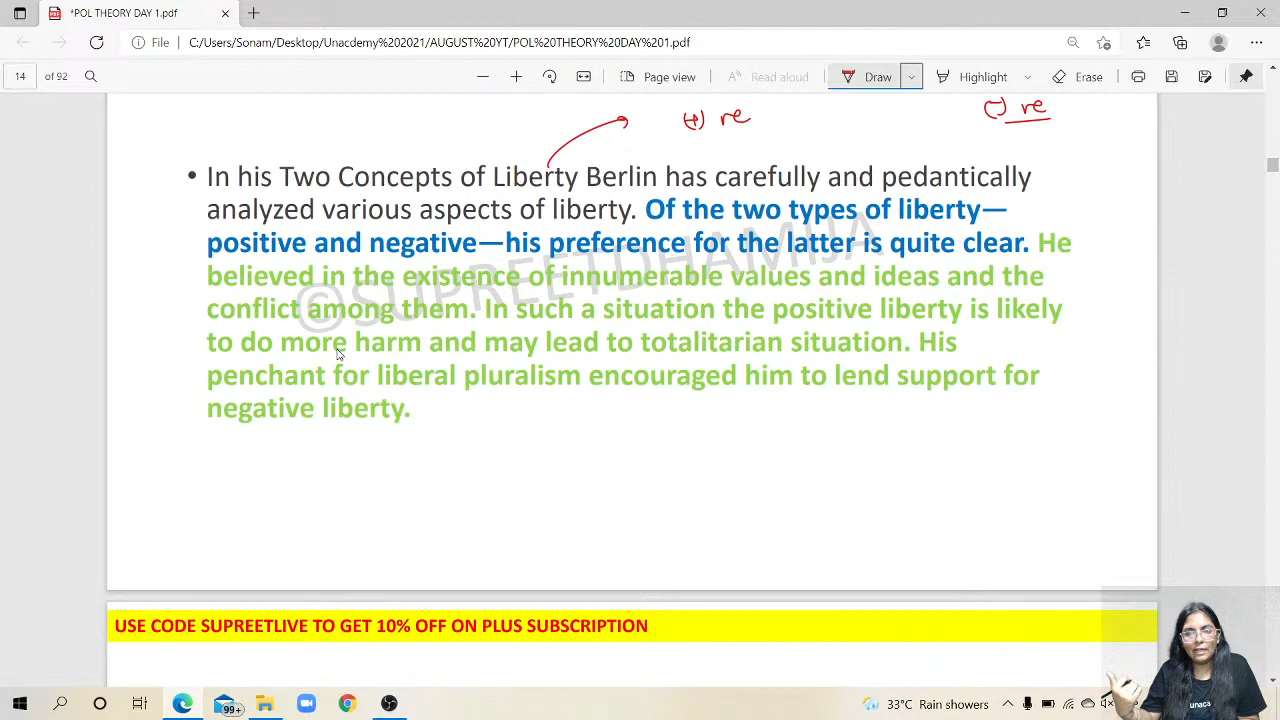 *POL THEORY DAY 1.pdf
File C:/Users/Sonam/Desktop/Unacdemy%202021/AUGUST%20YT/POL%20THEORY%20DAY%201.pdf
14 of 92 Page view Read aloud Draw Highlight Erase
(+) re
(-) re
• In his Two Concepts of Liberty Berlin has carefully and pedantically
analyzed various aspects of liberty. Of the two types of liberty—
positive and negative—his preference for the latter is quite clear. He
believed in the existence of innumerable values and ideas and the
conflict among them. In such a situation the positive liberty is likely
to do more harm and may lead to totalitarian situation. His
penchant for liberal pluralism encouraged him to lend support for
negative liberty.
©SUPREETDHAMIJA
USE CODE SUPREETLIVE TO GET 10% OFF ON PLUS SUBSCRIPTION
unaca
99+ 33°C Rain showers